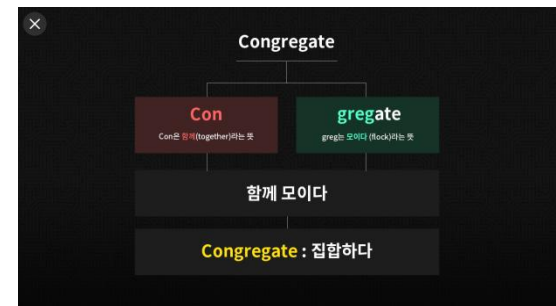 Congregate
Con
Con은 함께(together)라는 뜻
gregate
greg는 모이다 (flock)라는 뜻
함께 모이다
Congregate : 집합하다